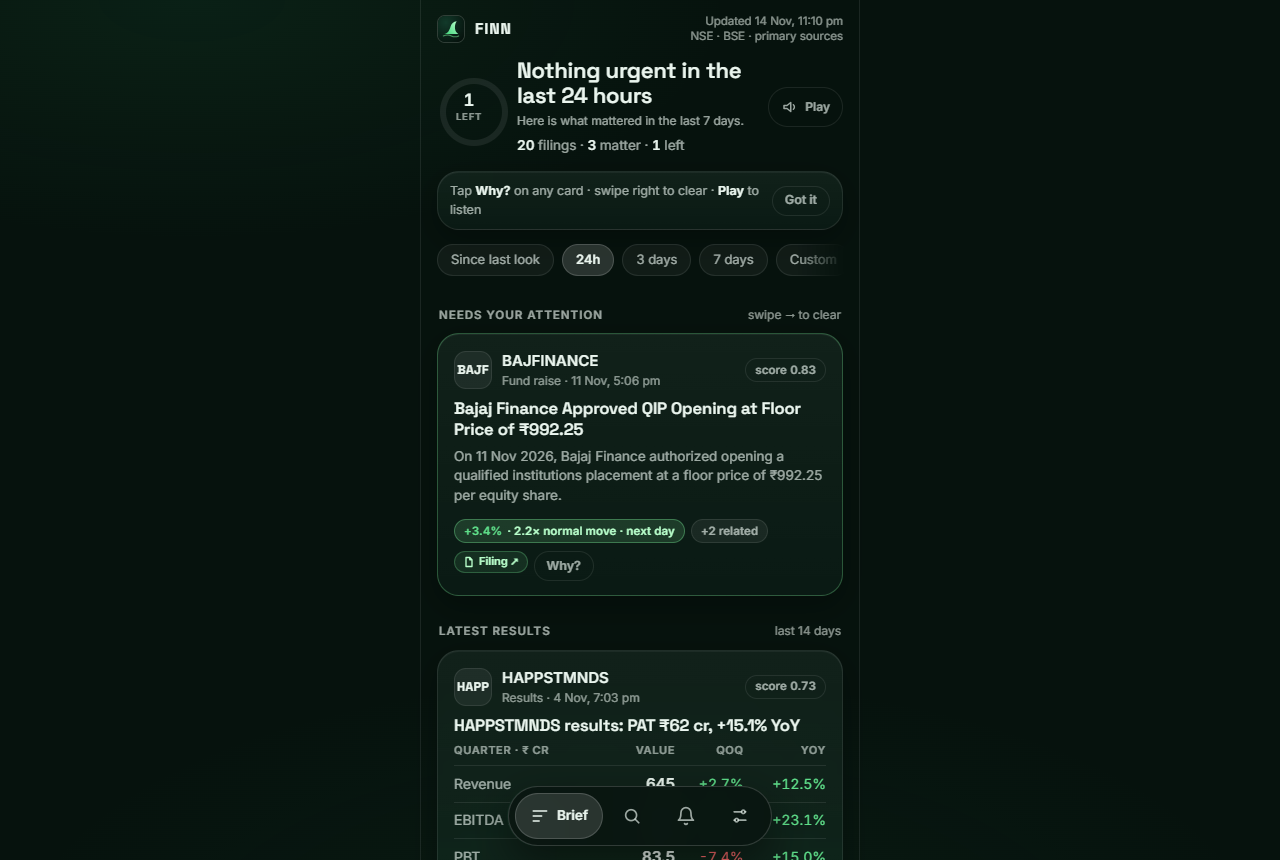 FINN
Updated 14 Nov, 11:10 pm
NSE · BSE · primary sources
1
LEFT
Nothing urgent in the
last 24 hours
Here is what mattered in the last 7 days.
20 filings · 3 matter · 1 left
Play
Tap Why? on any card · swipe right to clear · Play to
listen
Got it
Since last look
24h
3 days
7 days
Custom
NEEDS YOUR ATTENTION
swipe → to clear
BAJF
BAJFINANCE
Fund raise · 11 Nov, 5:06 pm
score 0.83
Bajaj Finance Approved QIP Opening at Floor
Price of ₹992.25
On 11 Nov 2026, Bajaj Finance authorized opening a
qualified institutions placement at a floor price of ₹992.25
per equity share.
+3.4% · 2.2× normal move · next day
+2 related
Filing ↗
Why?
LATEST RESULTS
last 14 days
HAPP
HAPPSTMNDS
Results · 4 Nov, 7:03 pm
score 0.73
HAPPSTMNDS results: PAT ₹62 cr, +15.1% YoY
QUARTER · ₹ CR VALUE QOQ YOY
Revenue 645 +2.7% +12.5%
EBITDA +23.1%
PBT 83.5 -7.4% +15.0%
Brief